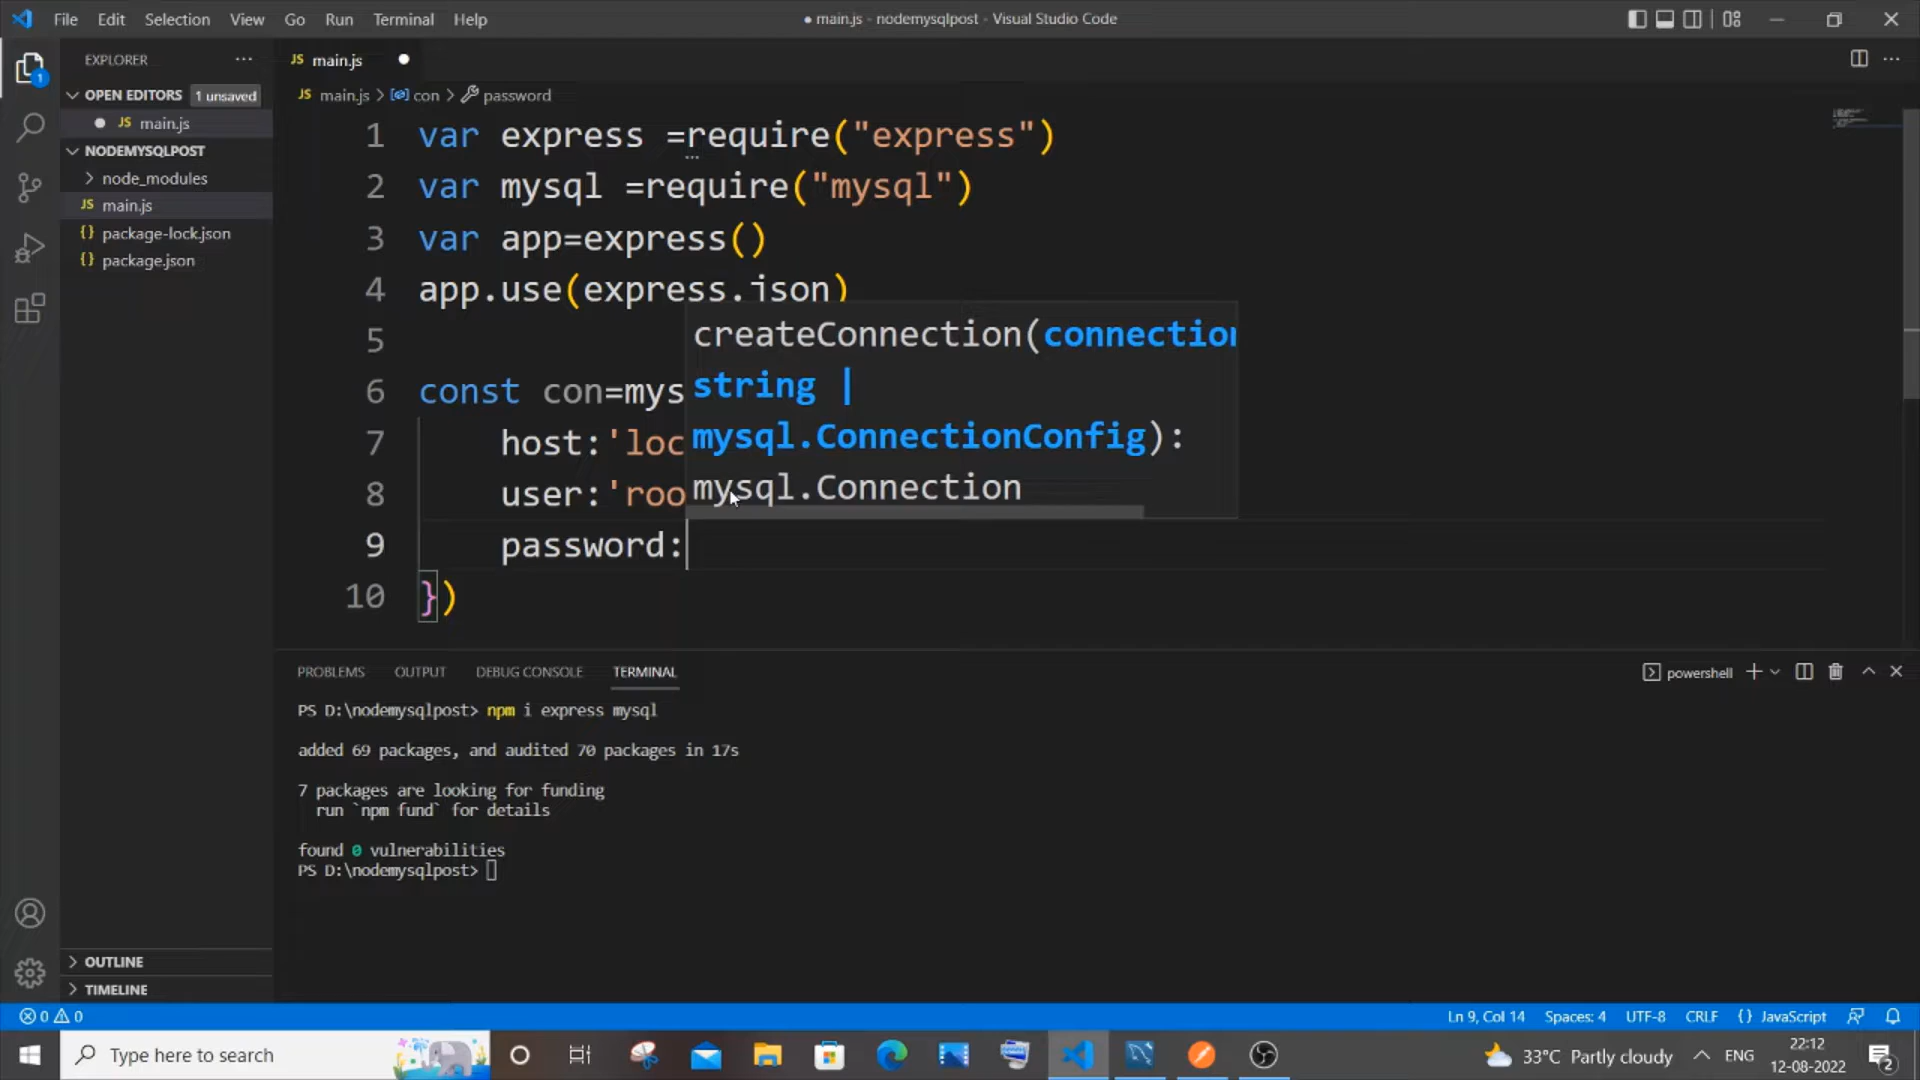 File Edit Selection View Go Run Terminal Help
● main.js - nodemysqlpost - Visual Studio Code
EXPLORER
OPEN EDITORS 1 unsaved
JS main.js
NODEMYSQLPOST
node_modules
JS main.js
{} package-lock.json
{} package.json
OUTLINE
TIMELINE
JS main.js
JS main.js > con > password
1 var express =require("express")
2 var mysql =require("mysql")
3 var app=express()
4 app.use(express.json)
5
6 const con=mys
7 host:'loc
8 user:'roo
9 password:
10 })
createConnection(connection
string |
mysql.ConnectionConfig):
mysql.Connection
PROBLEMS OUTPUT DEBUG CONSOLE TERMINAL
powershell
PS D:\nodemysqlpost> npm i express mysql
added 69 packages, and audited 70 packages in 17s
7 packages are looking for funding
run `npm fund` for details
found 0 vulnerabilities
PS D:\nodemysqlpost>
0 0
Ln 9, Col 14 Spaces: 4 UTF-8 CRLF {} JavaScript
Type here to search
33°C Partly cloudy
ENG
22:12
12-08-2022
2
1